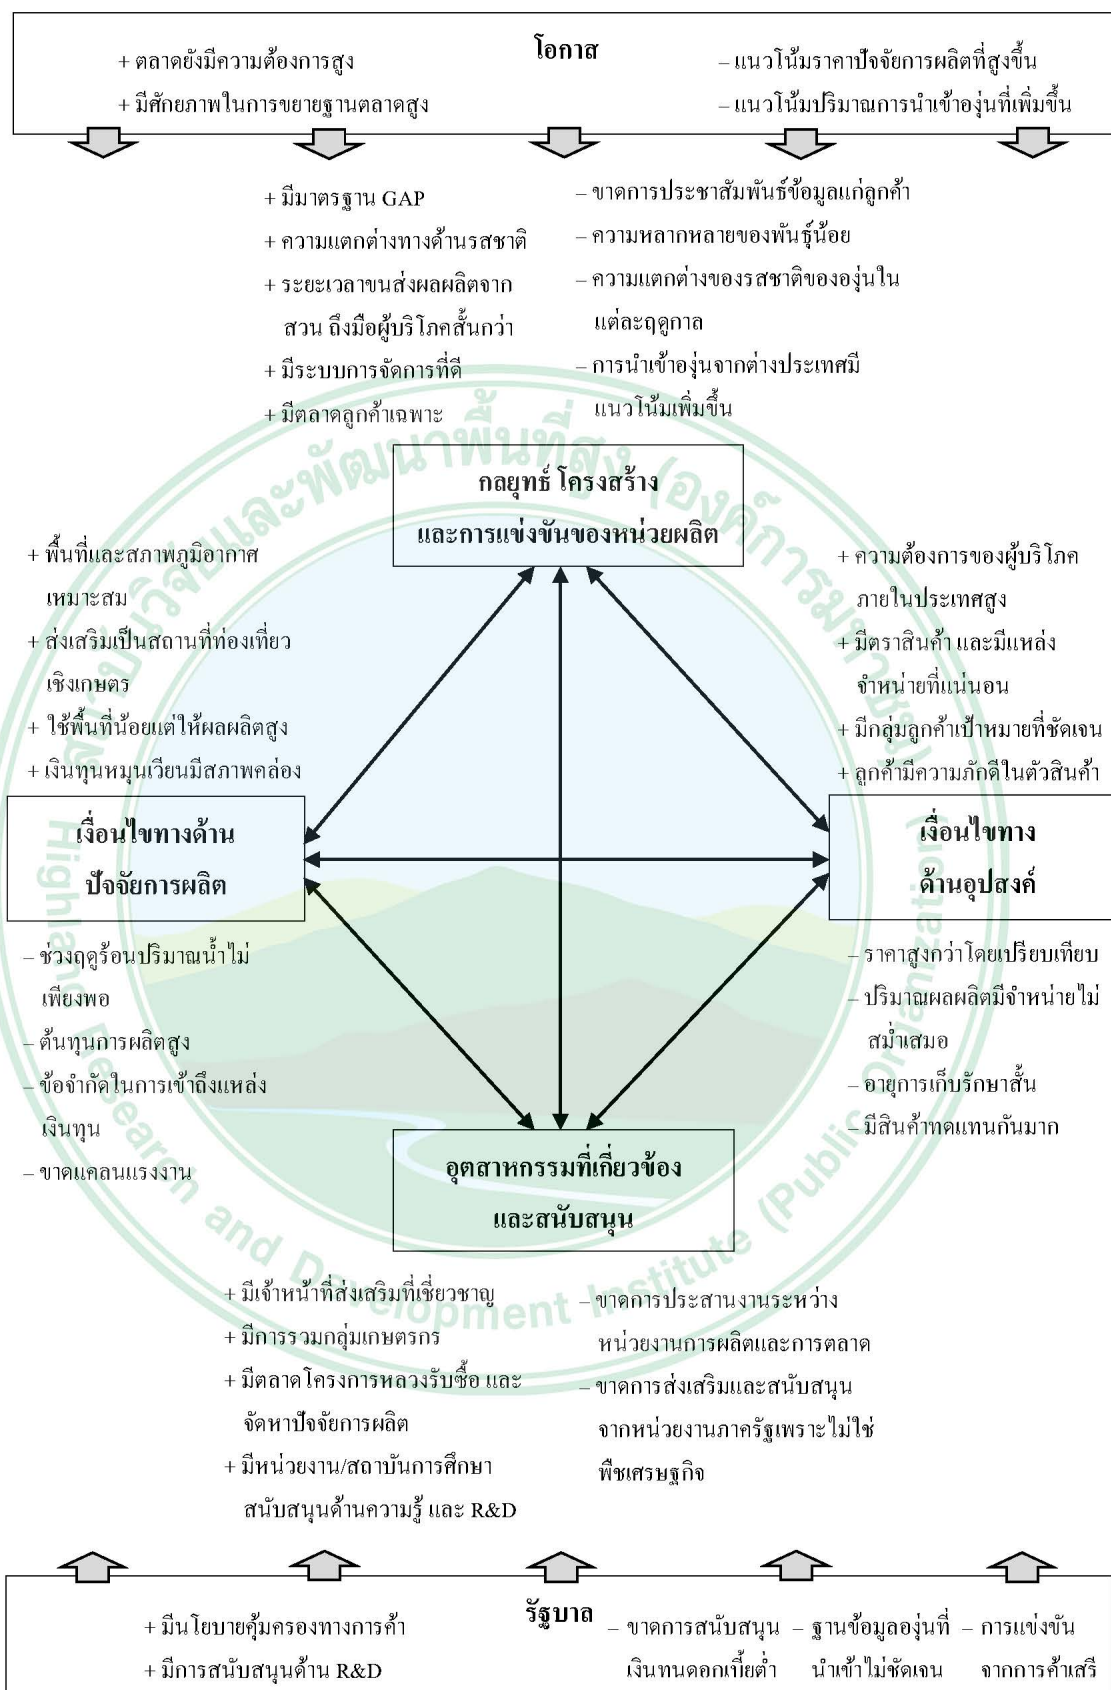 โอกาส
+ ตลาดยังมีความต้องการสูง
+ มีศักยภาพในการขยายฐานตลาดสูง
– แนวโน้มราคาปัจจัยการผลิตที่สูงขึ้น
– แนวโน้มปริมาณการนำเข้าองุ่นที่เพิ่มขึ้น
+ มีมาตรฐาน GAP
+ ความแตกต่างทางด้านรสชาติ
+ ระยะเวลาขนส่งผลผลิตจาก
สวน ถึงมือผู้บริโภคสั้นกว่า
+ มีระบบการจัดการที่ดี
+ มีตลาดลูกค้าเฉพาะ
– ขาดการประชาสัมพันธ์ข้อมูลแก่ลูกค้า
– ความหลากหลายของพันธุ์น้อย
– ความแตกต่างของรสชาติขององุ่นใน
แต่ละฤดูกาล
– การนำเข้าองุ่นจากต่างประเทศมี
แนวโน้มเพิ่มขึ้น
กลยุทธ์ โครงสร้าง
และการแข่งขันของหน่วยผลิต
+ พื้นที่และสภาพภูมิอากาศ
เหมาะสม
+ ส่งเสริมเป็นสถานที่ท่องเที่ยว
เชิงเกษตร
+ ใช้พื้นที่น้อยแต่ให้ผลผลิตสูง
+ เงินทุนหมุนเวียนมีสภาพคล่อง
เงื่อนไขทางด้าน
ปัจจัยการผลิต
– ช่วงฤดูร้อนปริมาณน้ำไม่
เพียงพอ
– ต้นทุนการผลิตสูง
– ข้อจำกัดในการเข้าถึงแหล่ง
เงินทุน
– ขาดแคลนแรงงาน
+ ความต้องการของผู้บริโภค
ภายในประเทศสูง
+ มีตราสินค้า และมีแหล่ง
จำหน่ายที่แน่นอน
+ มีกลุ่มลูกค้าเป้าหมายที่ชัดเจน
+ ลูกค้ามีความภักดีในตัวสินค้า
เงื่อนไขทาง
ด้านอุปสงค์
– ราคาสูงกว่าโดยเปรียบเทียบ
– ปริมาณผลผลิตมีจำหน่ายไม่
สม่ำเสมอ
– อายุการเก็บรักษาสั้น
– มีสินค้าทดแทนกันมาก
อุตสาหกรรมที่เกี่ยวข้อง
และสนับสนุน
+ มีเจ้าหน้าที่ส่งเสริมที่เชี่ยวชาญ
+ มีการรวมกลุ่มเกษตรกร
+ มีตลาดโครงการหลวงรับซื้อ และ
จัดหาปัจจัยการผลิต
+ มีหน่วยงาน/สถาบันการศึกษา
สนับสนุนด้านความรู้ และ R&D
– ขาดการประสานงานระหว่าง
หน่วยงานการผลิตและการตลาด
– ขาดการส่งเสริมและสนับสนุน
จากหน่วยงานภาครัฐเพราะไม่ใช่
พืชเศรษฐกิจ
รัฐบาล
+ มีนโยบายคุ้มครองทางการค้า
+ มีการสนับสนุนด้าน R&D
– ขาดการสนับสนุน
เงินทุนดอกเบี้ยต่ำ
– ฐานข้อมูลองุ่นที่
นำเข้าไม่ชัดเจน
– การแข่งขัน
จากการค้าเสรี
สถาบันวิจัยและพัฒนาพื้นที่สูง (องค์การมหาชน)
Highland Research and Development Institute (Public Organization)